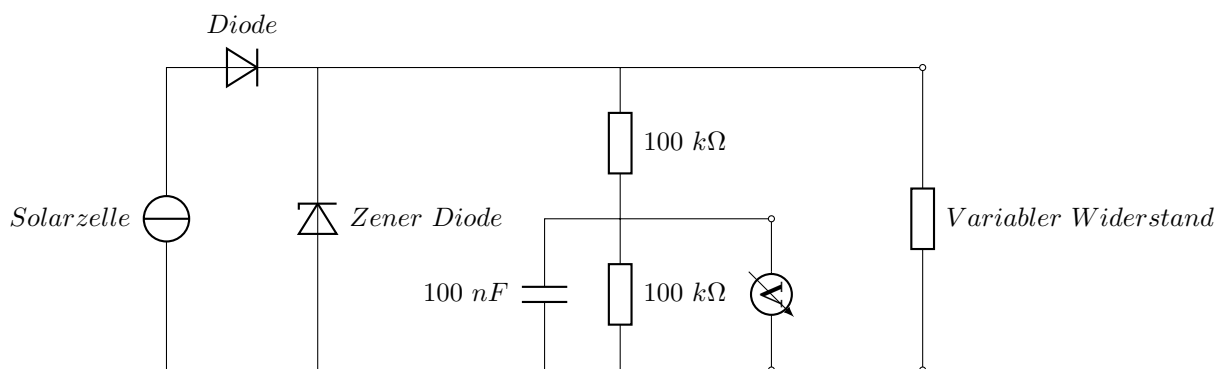 Diode
100 kΩ
Solarzelle
Zener Diode
Variabler Widerstand
100 nF
100 kΩ
V